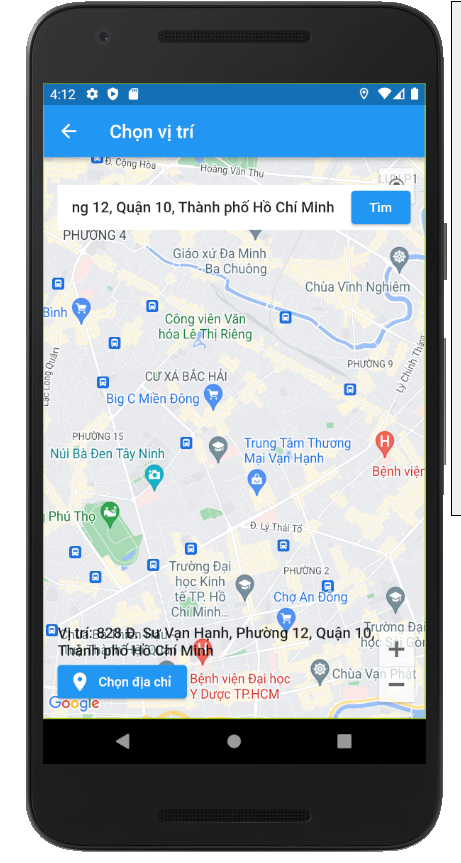 4:12
Chọn vị trí
Đ. Cộng Hòa
Hoàng Văn Thụ
ng 12, Quận 10, Thành phố Hồ Chí Minh
Tìm
PHƯỜNG 4
Giáo xứ Đa Minh
Ba Chuông
Chùa Vĩnh Nghiêm
Bình
Công viên Văn
hóa Lê Thị Riêng
Lạc Long Quân
Lý Chính Thắn
PHƯỜNG 9
CƯ XÁ BẮC HẢI
Big C Miền Đông
PHƯỜNG 15
Núi Bà Đen Tây Ninh
Trung Tâm Thương
Mại Vạn Hạnh
Bệnh viện
Phú Thọ
Đ. Lý Thái Tổ
Trường Đại
học Kinh
tế TP. Hồ
Chí Minh...
PHƯỜNG 2
Chợ An Đông
Trường Đại
Vị trí: 828 Đ. Sư Vạn Hạnh, Phường 12, Quận 10,
Thành phố Hồ Chí Minh
+
Chọn địa chỉ
Bệnh viện Đại học
Y Dược TP.HCM
Chùa Vạn Phật
−
Google